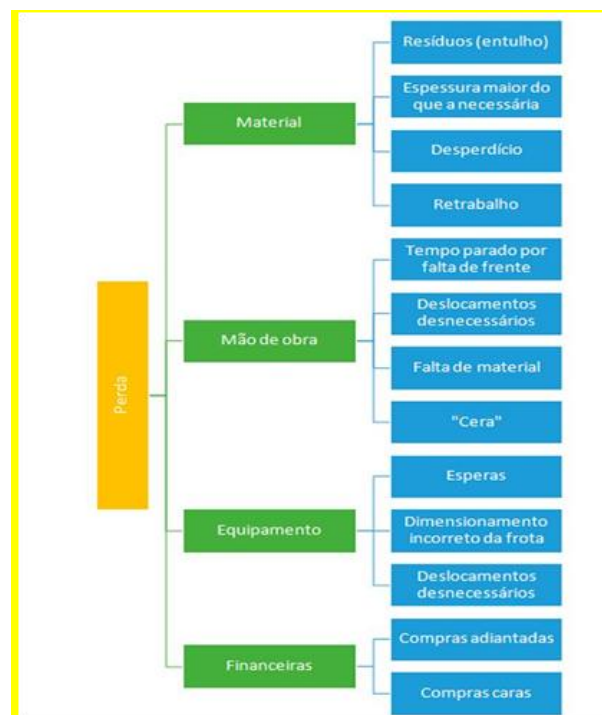 Perda
Material
Resíduos (entulho)
Espessura maior do
que a necessária
Desperdício
Retrabalho
Mão de obra
Tempo parado por
falta de frente
Deslocamentos
desnecessários
Falta de material
"Cera"
Equipamento
Esperas
Dimensionamento
incorreto da frota
Deslocamentos
desnecessários
Financeiras
Compras adiantadas
Compras caras